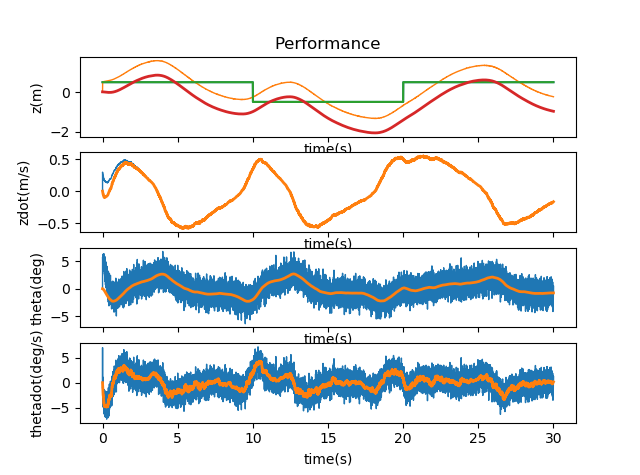 Performance
z(m)
0
−2
time(s)
zdot(m/s)
0.5
0.0
−0.5
time(s)
theta(deg)
5
0
−5
time(s)
thetadot(deg/s)
5
0
−5
0 5 10 15 20 25 30
time(s)